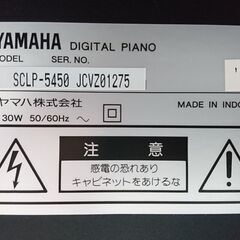 YAMAHA DIGITAL PIANO
MODEL SER. NO.
SCLP-5450 JCVZ01275
ヤマハ株式会社
MADE IN INDO
30W 50/60Hz
注 意
感電の恐れあり
キャビネットをあけるな